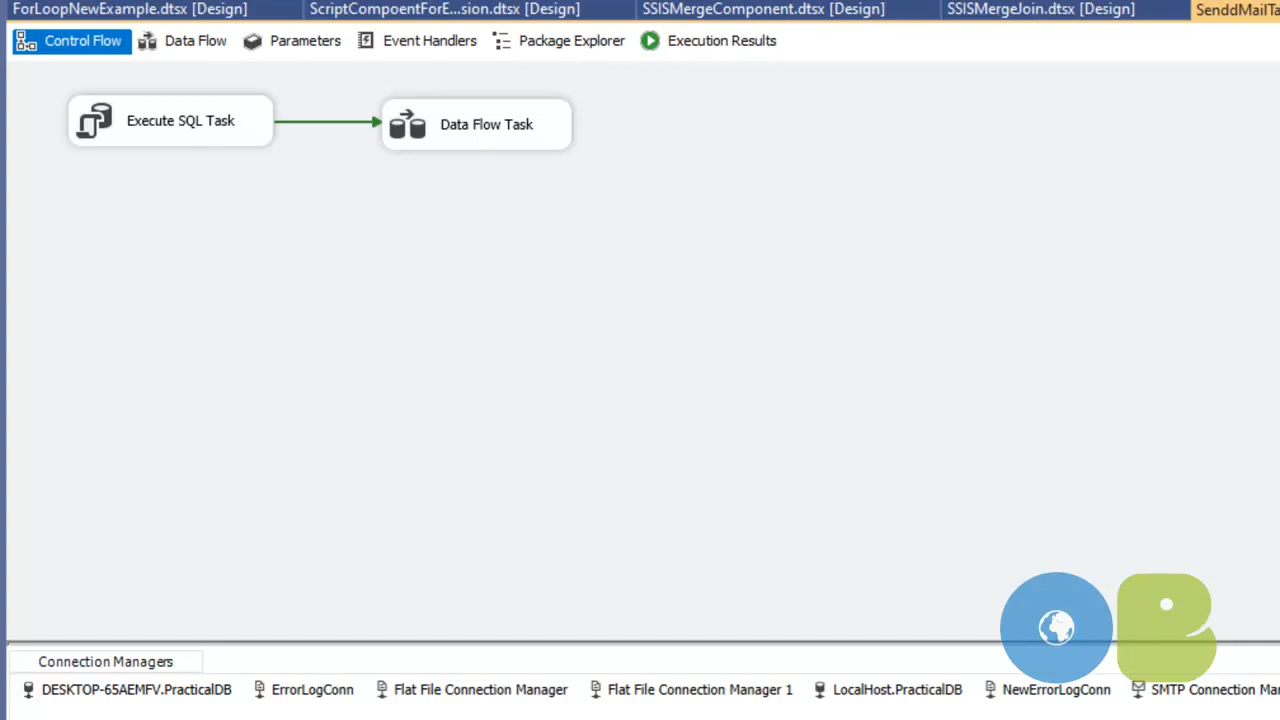 ForLoopNewExample.dtsx [Design] ScriptCompoentForE...sion.dtsx [Design] SSISMergeComponent.dtsx [Design] SSISMergeJoin.dtsx [Design] SenddMailTa
Control Flow Data Flow Parameters Event Handlers Package Explorer Execution Results
Execute SQL Task Data Flow Task
Connection Managers
DESKTOP-65AEMFV.PracticalDB ErrorLogConn Flat File Connection Manager Flat File Connection Manager 1 LocalHost.PracticalDB NewErrorLogConn SMTP Connection Man